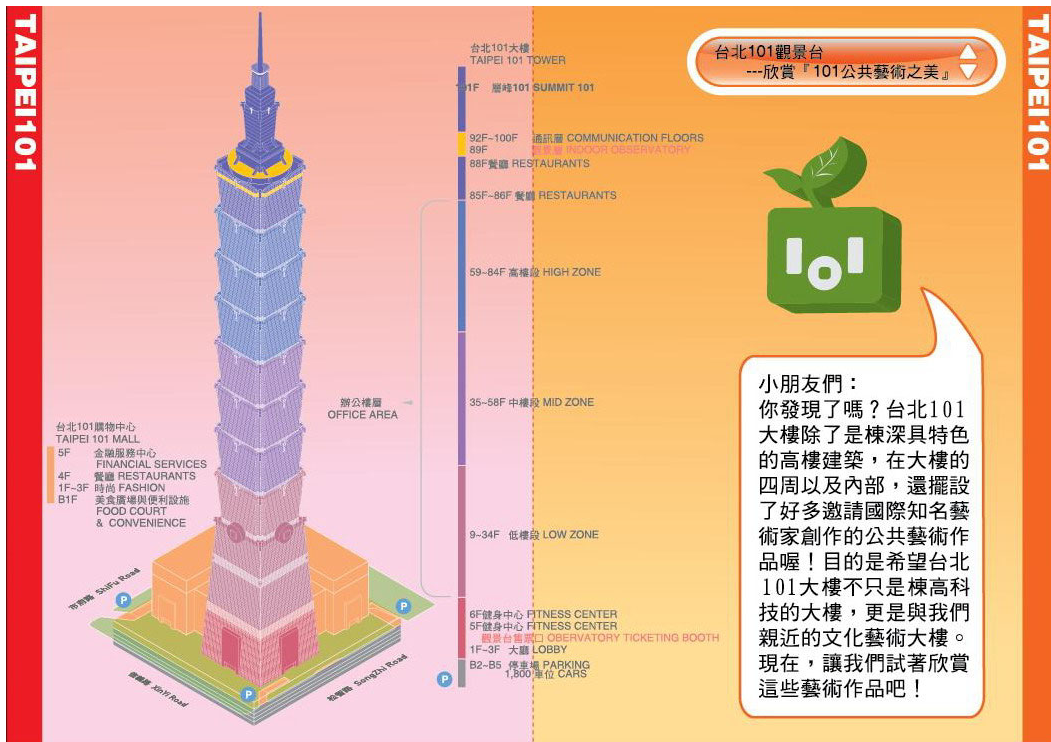 TAIPEI101
台北101大樓
TAIPEI 101 TOWER
101F 層峰101 SUMMIT 101
92F~100F 通訊層 COMMUNICATION FLOORS
89F 觀景層 INDOOR OBSERVATORY
88F餐廳 RESTAURANTS
85F~86F 餐廳 RESTAURANTS
59~84F 高樓段 HIGH ZONE
辦公樓層
OFFICE AREA
35~58F 中樓段 MID ZONE
9~34F 低樓段 LOW ZONE
6F健身中心 FITNESS CENTER
5F健身中心 FITNESS CENTER
觀景台售票口 OBERVATORY TICKETING BOOTH
1F~3F 大廳 LOBBY
B2~B5 停車場 PARKING
1,800 車位 CARS
P
台北101購物中心
TAIPEI 101 MALL
5F 金融服務中心
FINANCIAL SERVICES
4F 餐廳 RESTAURANTS
1F~3F 時尚 FASHION
B1F 美食廣場與便利設施
FOOD COURT
& CONVENIENCE
市府路 ShiFu Road
P
P
P
信義路 XinYi Road
松智路 SongZhi Road
台北101觀景台
---欣賞『101公共藝術之美』
TAIPEI101
101
小朋友們：
你發現了嗎？台北101
大樓除了是棟深具特色
的高樓建築，在大樓的
四周以及內部，還擺設
了好多邀請國際知名藝
術家創作的公共藝術作
品喔！目的是希望台北
101大樓不只是棟高科
技的大樓，更是與我們
親近的文化藝術大樓。
現在，讓我們試著欣賞
這些藝術作品吧！